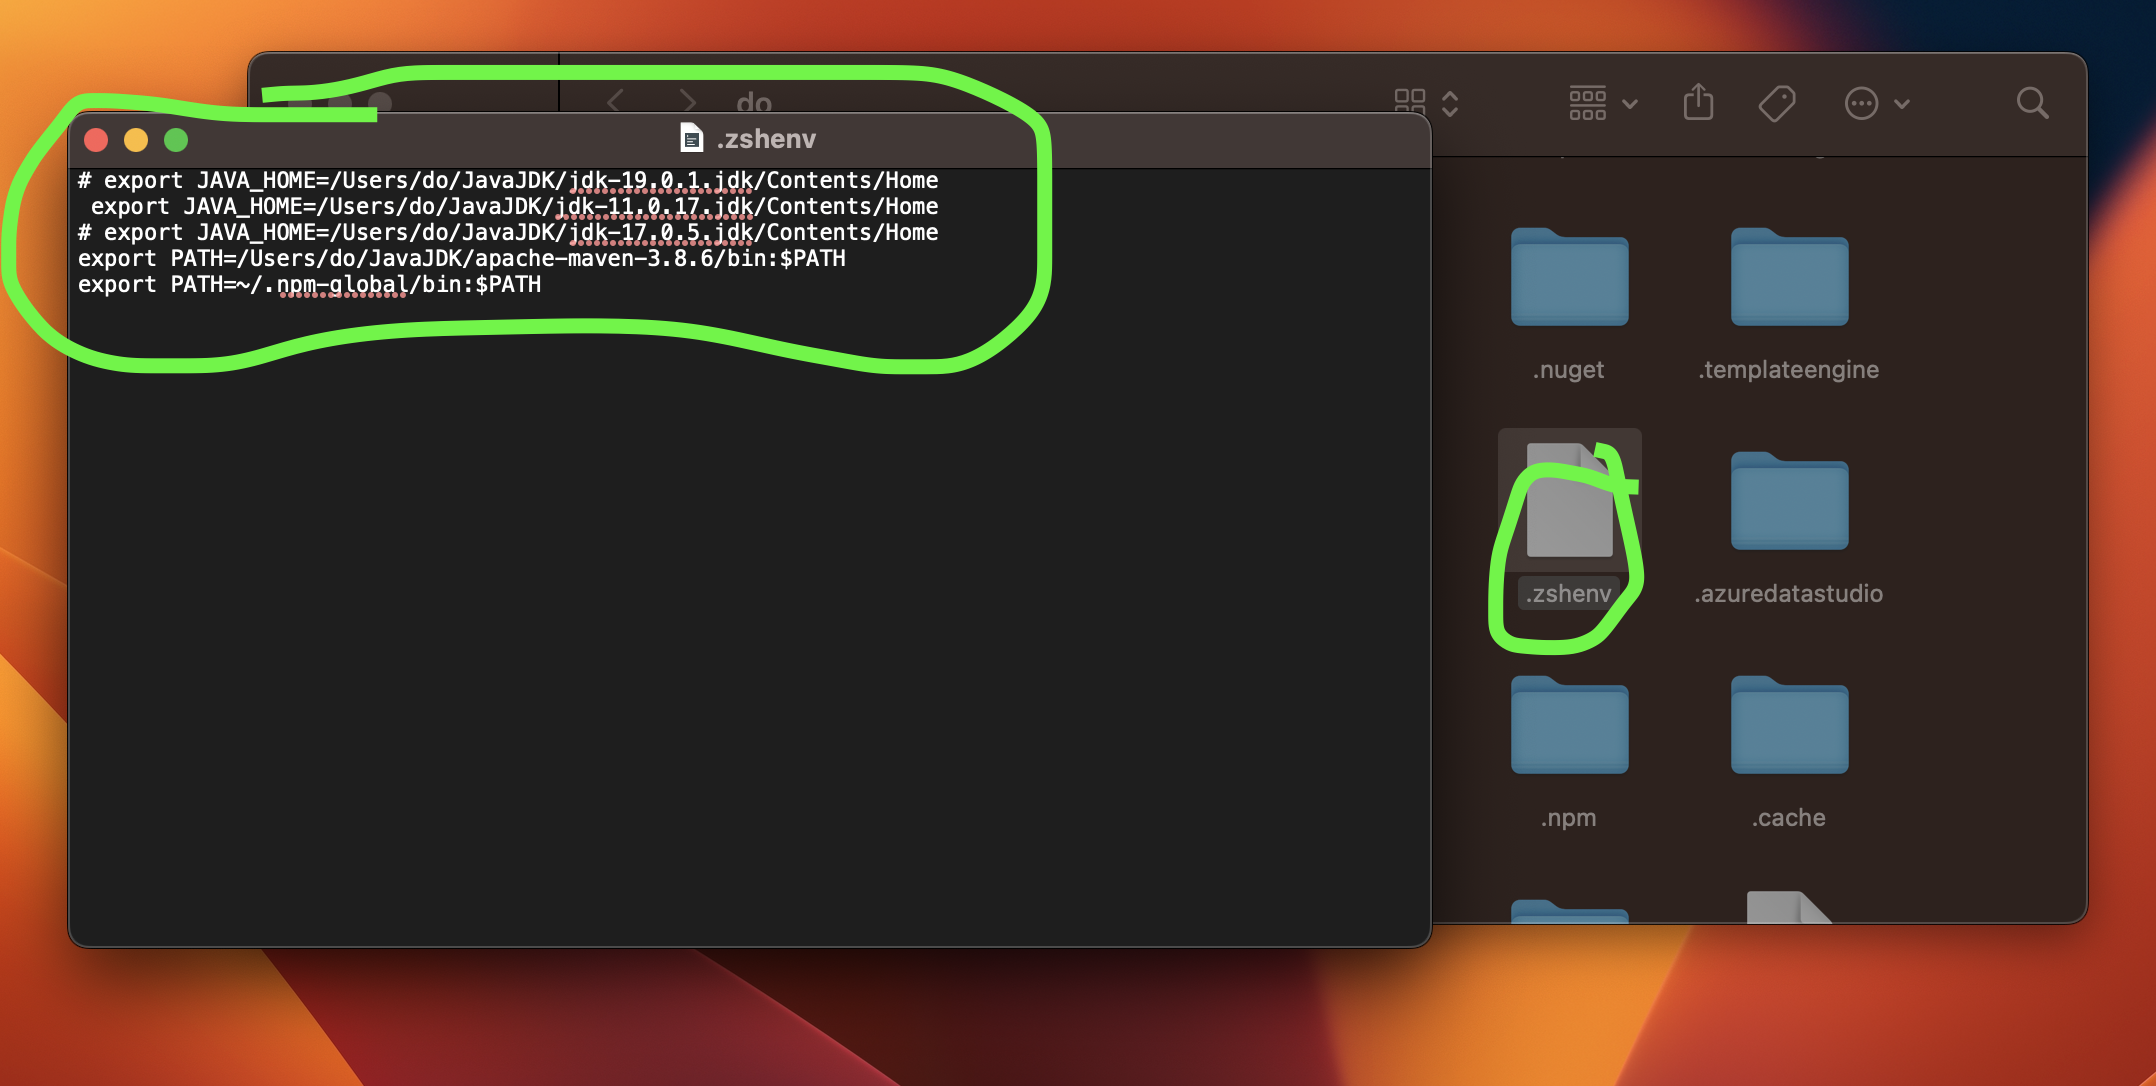 do
.zshenv
# export JAVA_HOME=/Users/do/JavaJDK/jdk-19.0.1.jdk/Contents/Home
 export JAVA_HOME=/Users/do/JavaJDK/jdk-11.0.17.jdk/Contents/Home
# export JAVA_HOME=/Users/do/JavaJDK/jdk-17.0.5.jdk/Contents/Home
export PATH=/Users/do/JavaJDK/apache-maven-3.8.6/bin:$PATH
export PATH=~/.npm-global/bin:$PATH
.nuget
.templateengine
.zshenv
.azuredatastudio
.npm
.cache